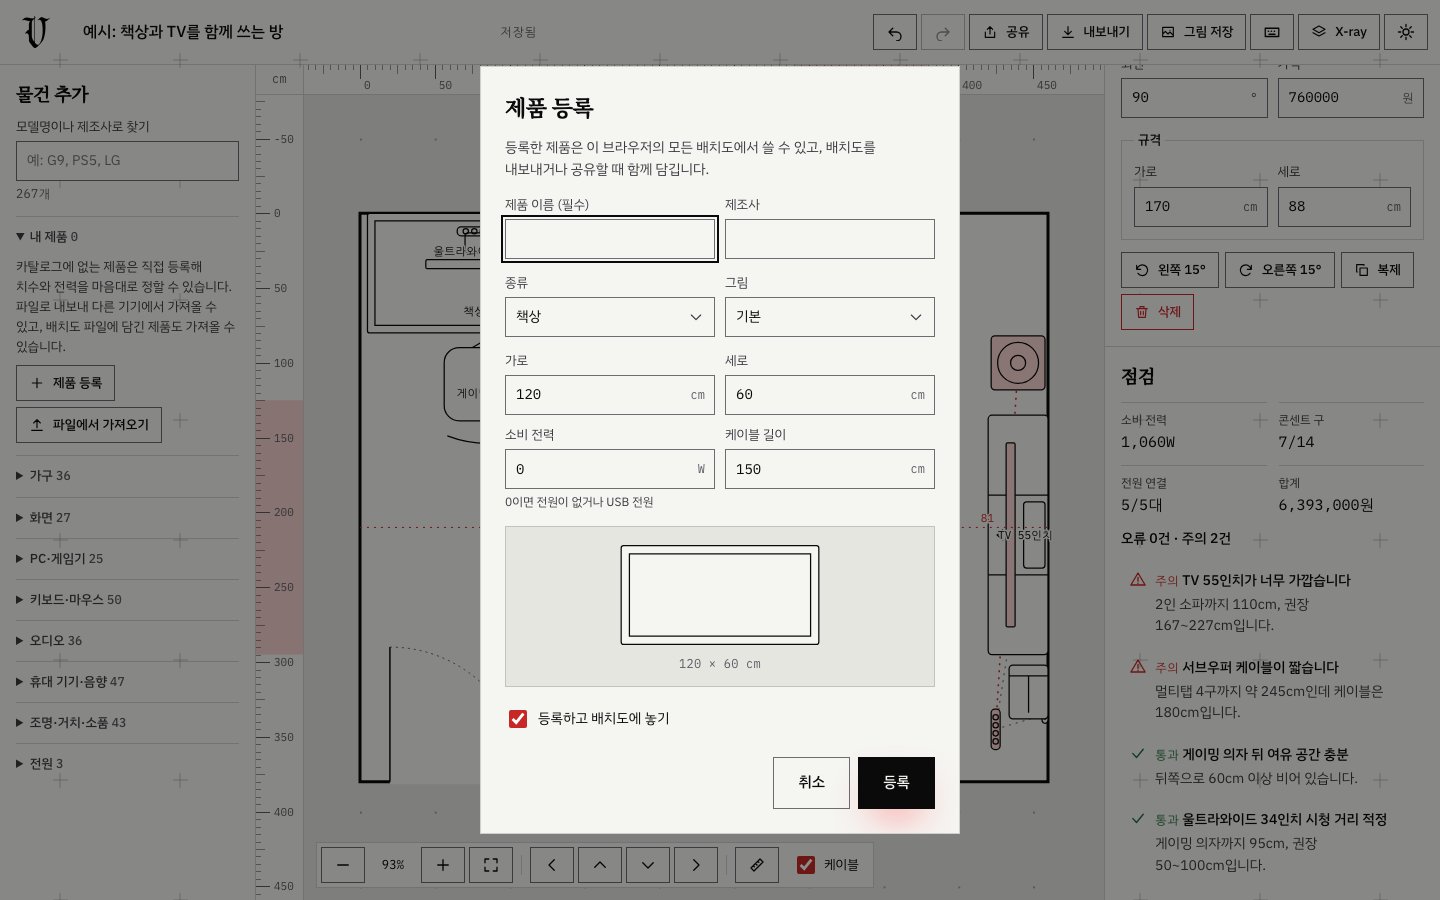 예시: 책상과 TV를 함께 쓰는 방
저장됨
공유
내보내기
그림 저장
X-ray
물건 추가
모델명이나 제조사로 찾기
예: G9, PS5, LG
267개
내 제품 0
카탈로그에 없는 제품은 직접 등록해
치수와 전력을 마음대로 정할 수 있습니다.
파일로 내보내 다른 기기에서 가져올 수
있고, 배치도 파일에 담긴 제품도 가져올 수
있습니다.
제품 등록
파일에서 가져오기
가구 36
화면 27
PC·게임기 25
키보드·마우스 50
오디오 36
휴대 기기·음향 47
조명·거치·소품 43
전원 3
cm
0
50
400
450
-50
0
50
100
150
200
250
300
350
400
450
울트라와
책상
게이
81
TV 55인치
제품 등록
등록한 제품은 이 브라우저의 모든 배치도에서 쓸 수 있고, 배치도를
내보내거나 공유할 때 함께 담깁니다.
제품 이름 (필수)
제조사
종류
그림
책상
기본
가로
세로
120 cm
60 cm
소비 전력
케이블 길이
0 W
150 cm
0이면 전원이 없거나 USB 전원
120 × 60 cm
등록하고 배치도에 놓기
취소
등록
93%
케이블
90 °
760000 원
규격
가로
세로
170 cm
88 cm
왼쪽 15°
오른쪽 15°
복제
삭제
점검
소비 전력
콘센트 구
1,060W
7/14
전원 연결
합계
5/5대
6,393,000원
오류 0건 · 주의 2건
주의 TV 55인치가 너무 가깝습니다
2인 소파까지 110cm, 권장
167~227cm입니다.
주의 서브우퍼 케이블이 짧습니다
멀티탭 4구까지 약 245cm인데 케이블은
180cm입니다.
통과 게이밍 의자 뒤 여유 공간 충분
뒤쪽으로 60cm 이상 비어 있습니다.
통과 울트라와이드 34인치 시청 거리 적정
게이밍 의자까지 95cm, 권장
50~100cm입니다.